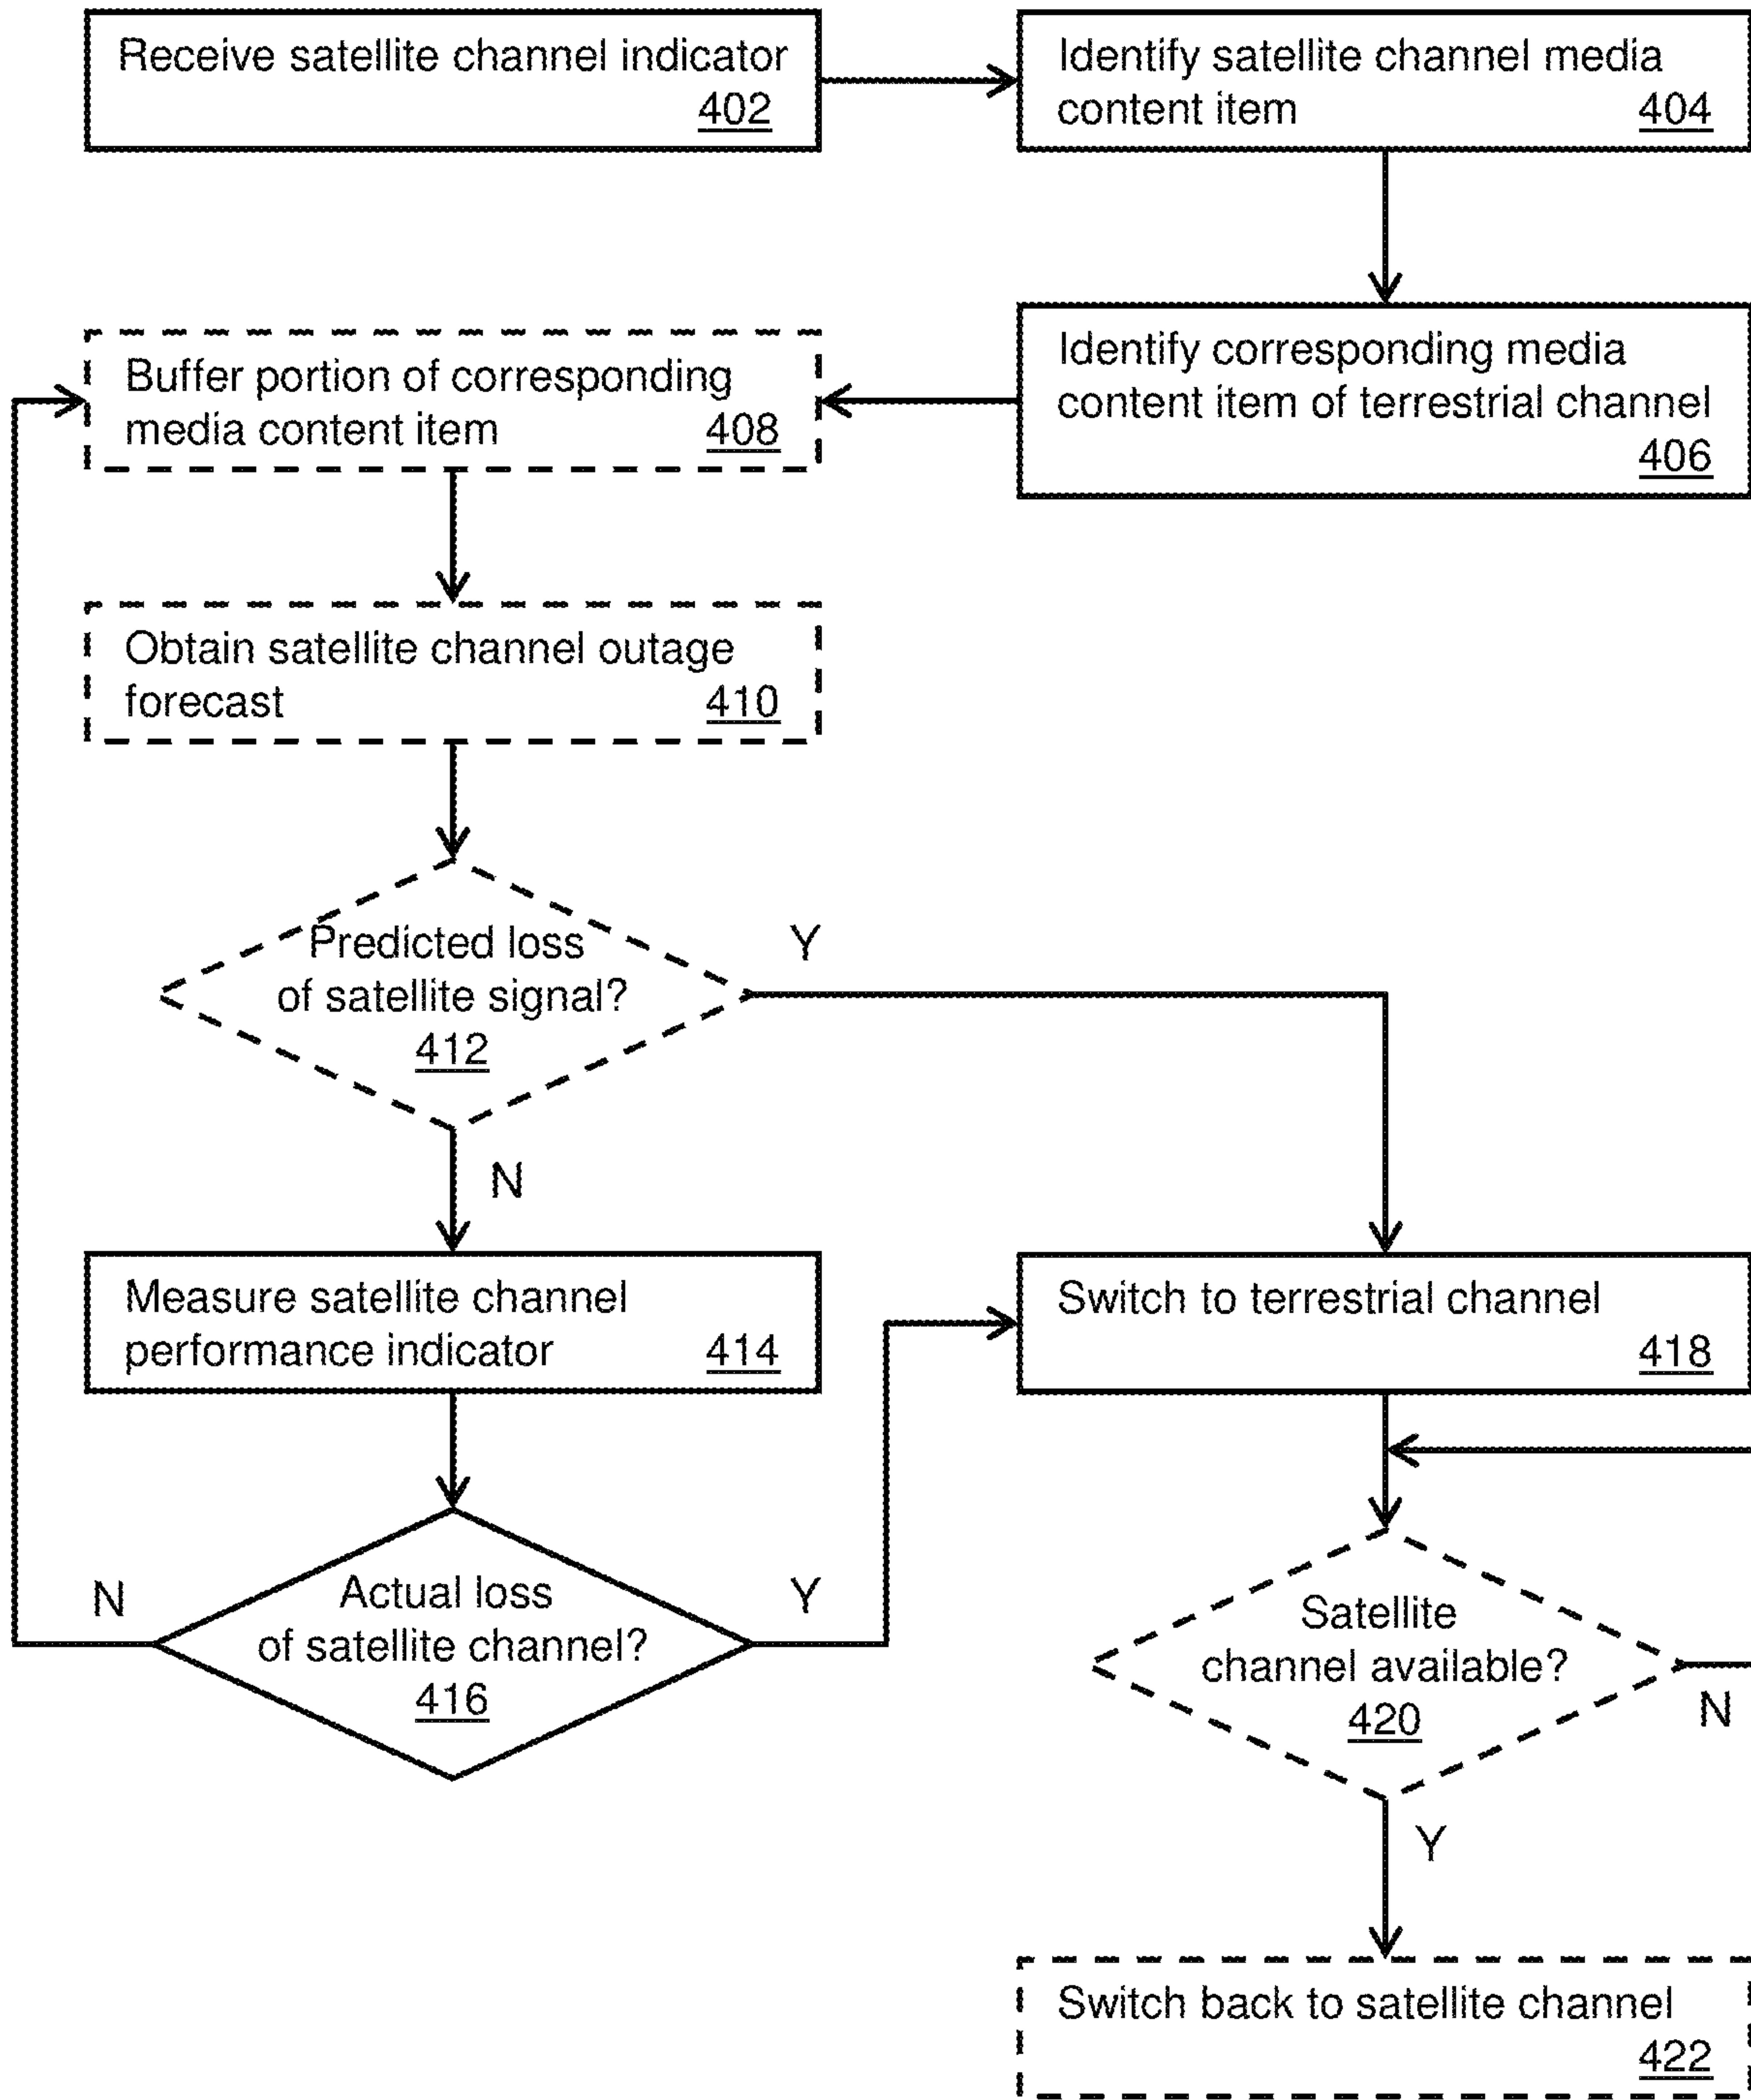 Receive satellite channel indicator
402
Identify satellite channel media
content item 404
Identify corresponding media
content item of terrestrial channel
406
Buffer portion of corresponding
media content item 408
Obtain satellite channel outage
forecast 410
Predicted loss
of satellite signal?
412
Y
N
Measure satellite channel
performance indicator 414
Actual loss
of satellite channel?
416
N
Y
Switch to terrestrial channel
418
Satellite
channel available?
420
N
Y
Switch back to satellite channel
422